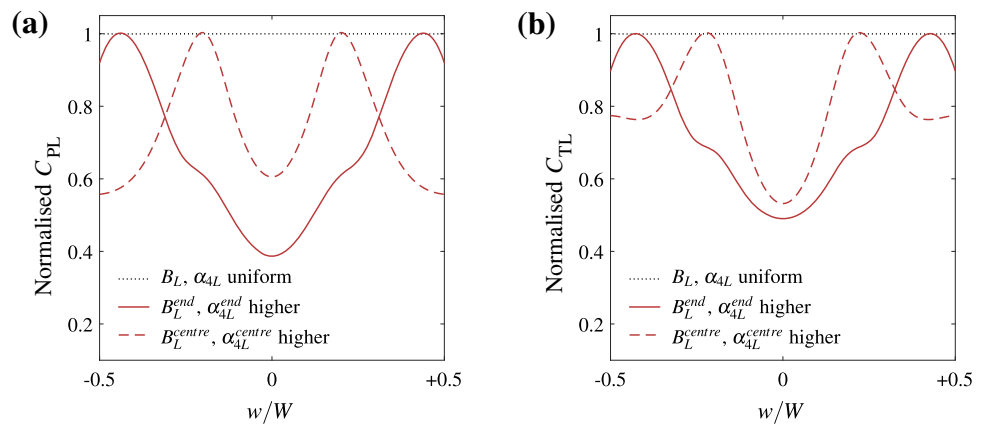 (a)
Normalised C_PL
1
0.8
0.6
0.4
0.2
-0.5
0
+0.5
w/W
B_L, α_4L uniform
B_L^end, α_4L^end higher
B_L^centre, α_4L^centre higher
(b)
Normalised C_TL
1
0.8
0.6
0.4
0.2
-0.5
0
+0.5
w/W
B_L, α_4L uniform
B_L^end, α_4L^end higher
B_L^centre, α_4L^centre higher